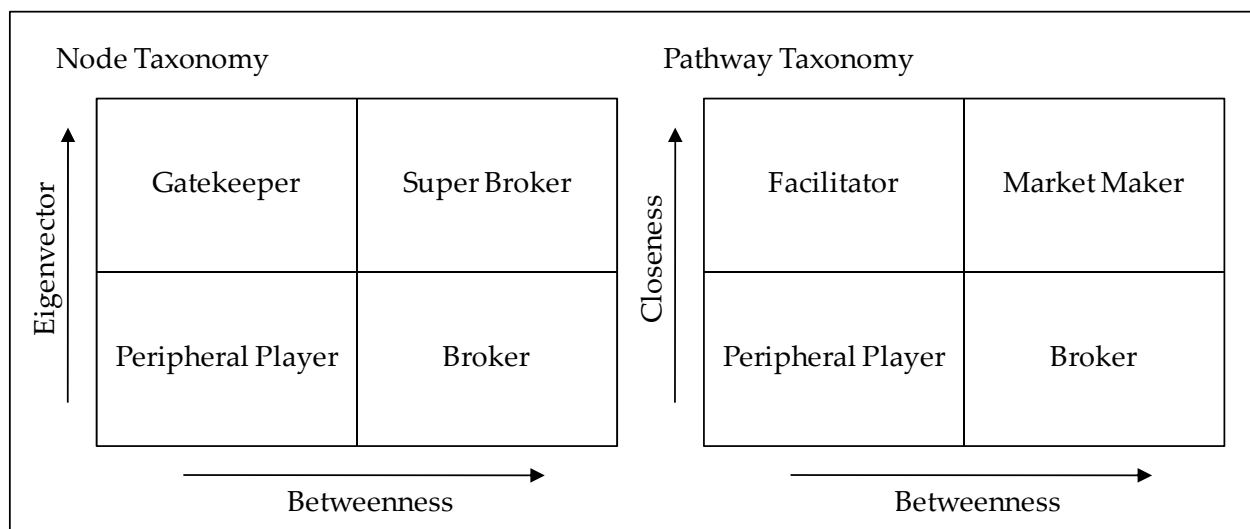 Node Taxonomy
Eigenvector
Gatekeeper
Super Broker
Peripheral Player
Broker
Betweenness
Pathway Taxonomy
Closeness
Facilitator
Market Maker
Peripheral Player
Broker
Betweenness